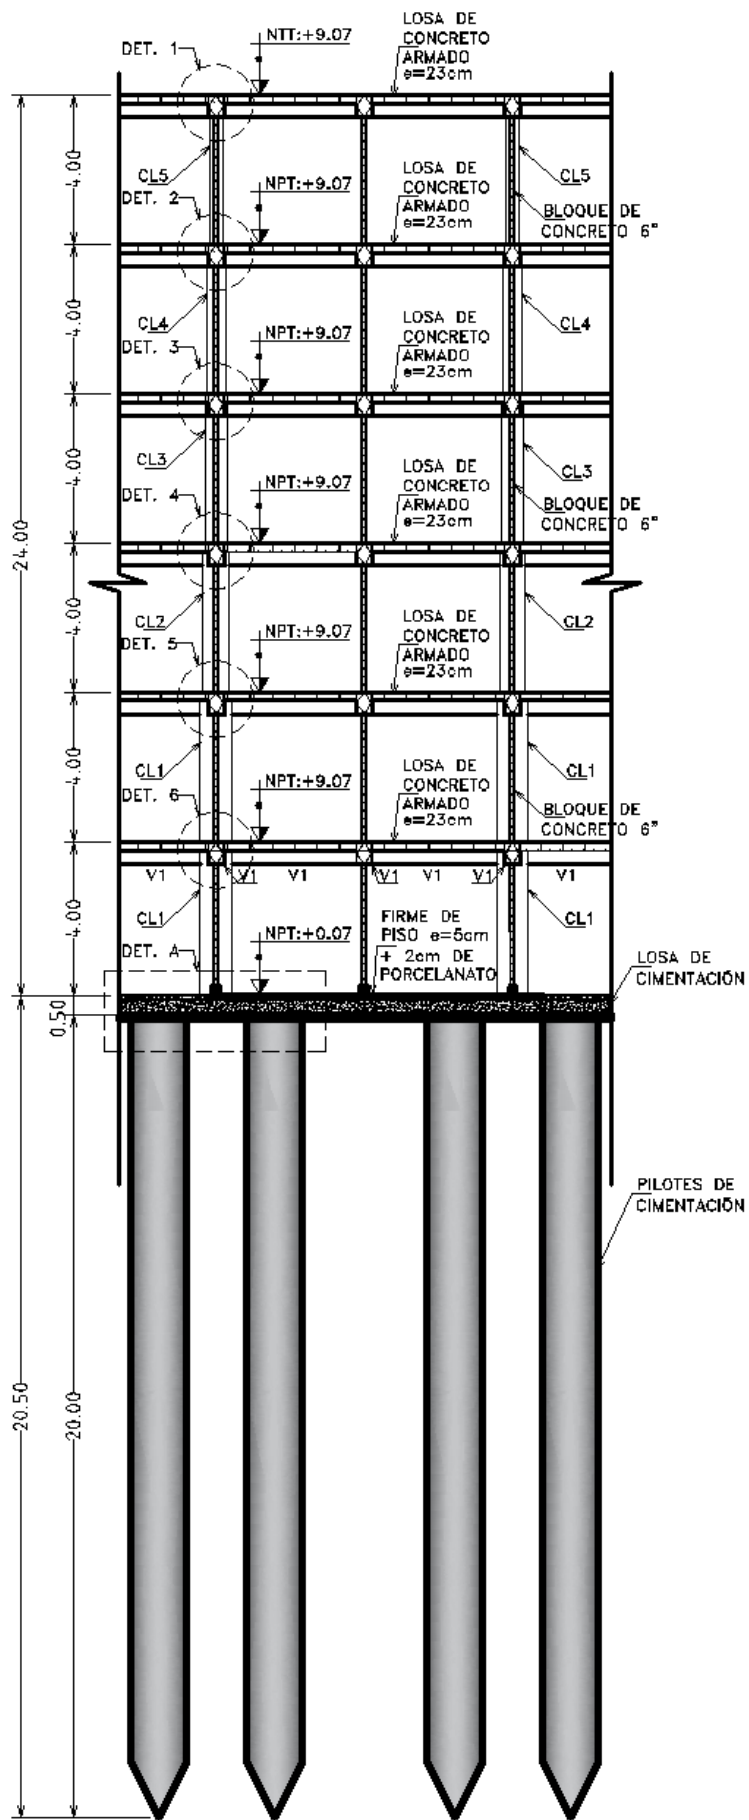 LOSA DE
CONCRETO
ARMADO
e=23cm
NTT:+9.07
DET. 1
4.00
CL5
CL5
DET. 2
NPT:+9.07
LOSA DE
CONCRETO
ARMADO
e=23cm
BLOQUE DE
CONCRETO 6"
4.00
CL4
CL4
DET. 3
NPT:+9.07
LOSA DE
CONCRETO
ARMADO
e=23cm
4.00
CL3
CL3
DET. 4
NPT:+9.07
LOSA DE
CONCRETO
ARMADO
e=23cm
BLOQUE DE
CONCRETO 6"
24.00
4.00
CL2
CL2
DET. 5
NPT:+9.07
LOSA DE
CONCRETO
ARMADO
e=23cm
4.00
CL1
CL1
DET. 6
NPT:+9.07
LOSA DE
CONCRETO
ARMADO
e=23cm
BLOQUE DE
CONCRETO 6"
V1 V1 V1 V1 V1 V1 V1
4.00
CL1
CL1
DET. A
NPT:+0.07
FIRME DE
PISO e=5cm
+ 2cm DE
PORCELANATO
LOSA DE
CIMENTACIÓN
0.50
PILOTES DE
CIMENTACIÓN
20.50
20.00